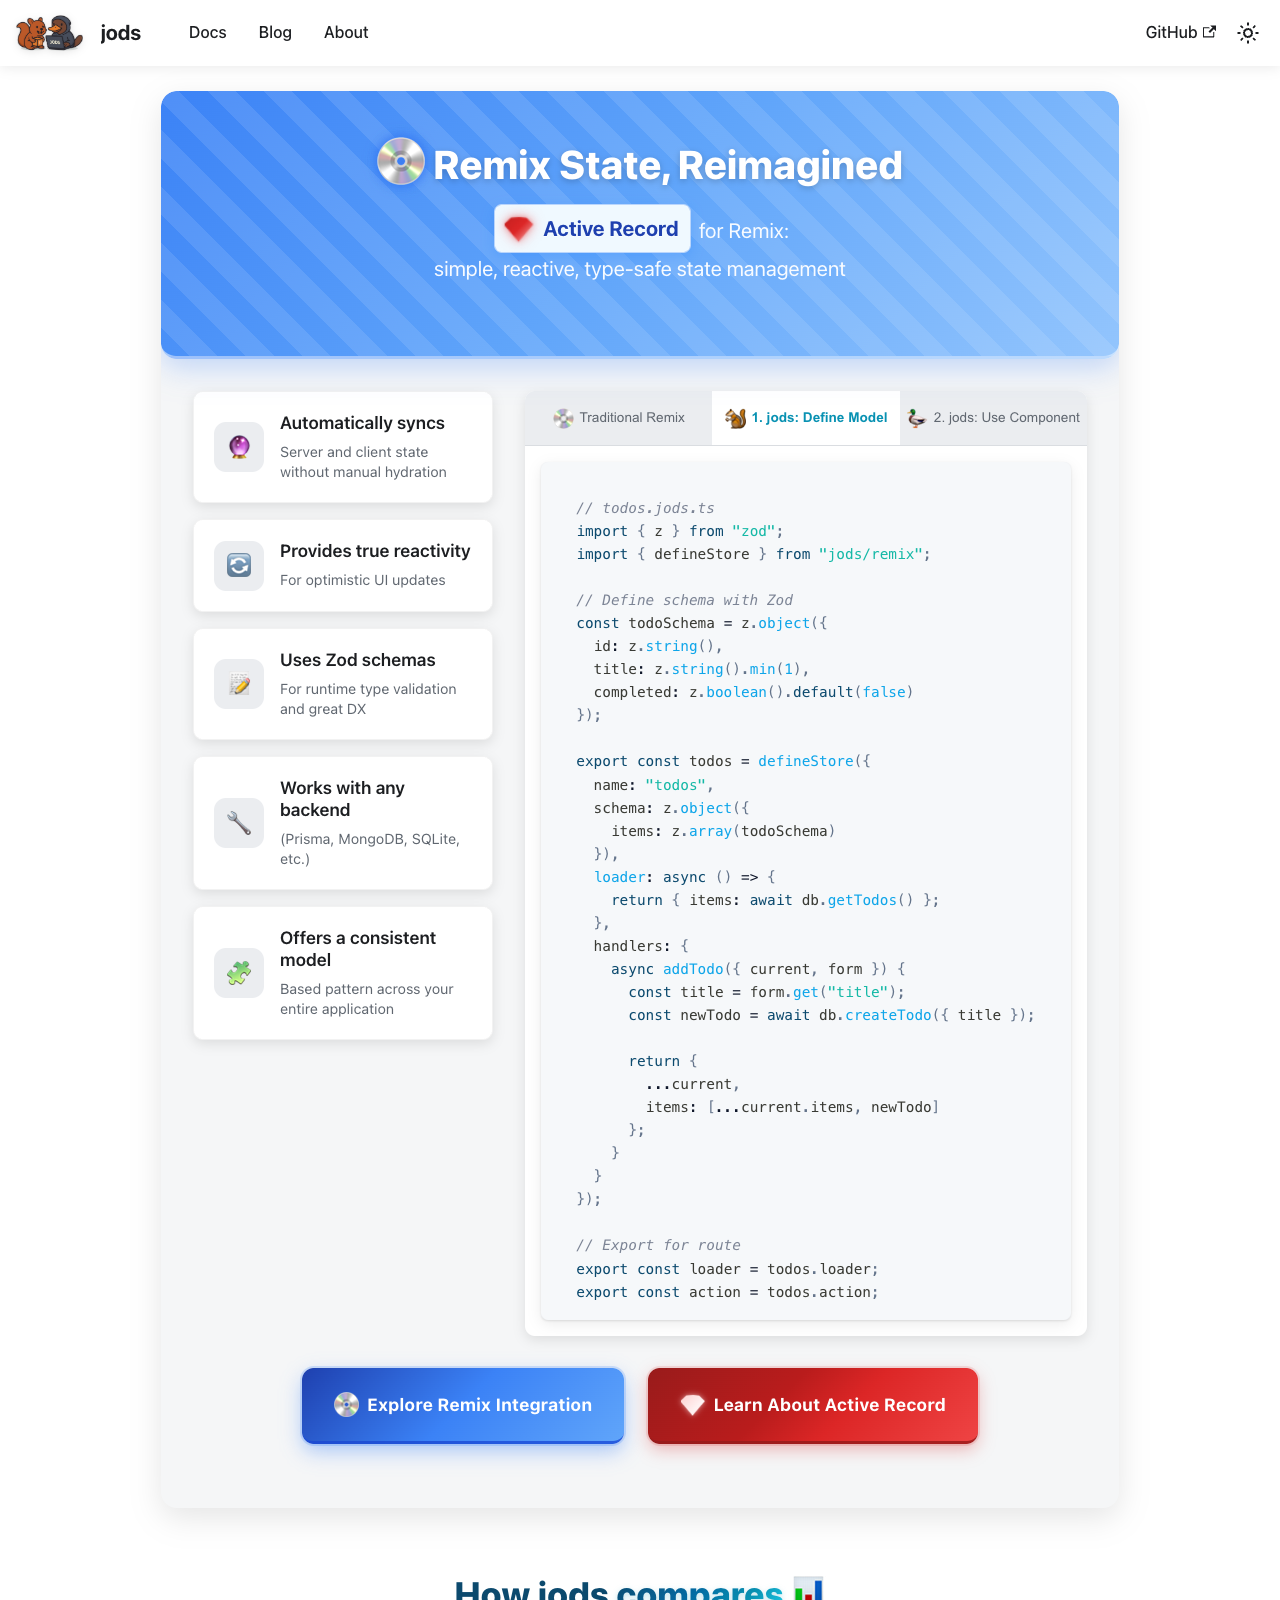 jods
Docs
Blog
About
GitHub
Remix State, Reimagined
Active Record for Remix:
simple, reactive, type-safe state management
Automatically syncs
Server and client state
without manual hydration
Provides true reactivity
For optimistic UI updates
Uses Zod schemas
For runtime type validation
and great DX
Works with any
backend
(Prisma, MongoDB, SQLite,
etc.)
Offers a consistent
model
Based pattern across your
entire application
Traditional Remix
1. jods: Define Model
2. jods: Use Component
// todos.jods.ts
import { z } from "zod";
import { defineStore } from "jods/remix";
// Define schema with Zod
const todoSchema = z.object({
  id: z.string(),
  title: z.string().min(1),
  completed: z.boolean().default(false)
});
export const todos = defineStore({
  name: "todos",
  schema: z.object({
    items: z.array(todoSchema)
  }),
  loader: async () => {
    return { items: await db.getTodos() };
  },
  handlers: {
    async addTodo({ current, form }) {
      const title = form.get("title");
      const newTodo = await db.createTodo({ title });
      return {
        ...current,
        items: [...current.items, newTodo]
      };
    }
  }
});
// Export for route
export const loader = todos.loader;
export const action = todos.action;
Explore Remix Integration
Learn About Active Record
How jods compares